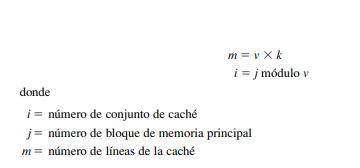 m = v × k
i = j módulo v
donde
i = número de conjunto de caché
j = número de bloque de memoria principal
m = número de líneas de la caché